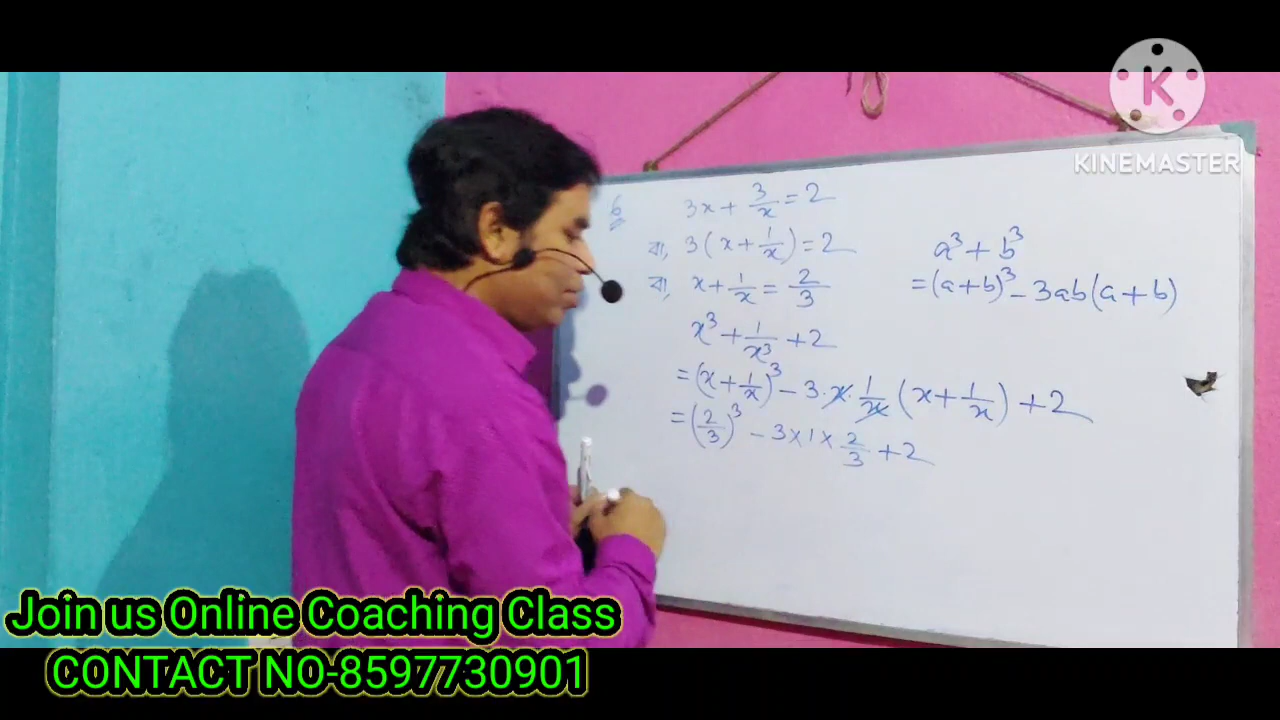 KINEMASTER
6
3x + 3/x = 2
বা, 3(x + 1/x) = 2
বা, x + 1/x = 2/3
x³ + 1/x³ + 2
= (x + 1/x)³ - 3·x·1/x (x + 1/x) + 2
= (2/3)³ - 3×1×2/3 + 2
a³ + b³
= (a+b)³ - 3ab(a+b)
Join us Online Coaching Class
CONTACT NO-8597730901